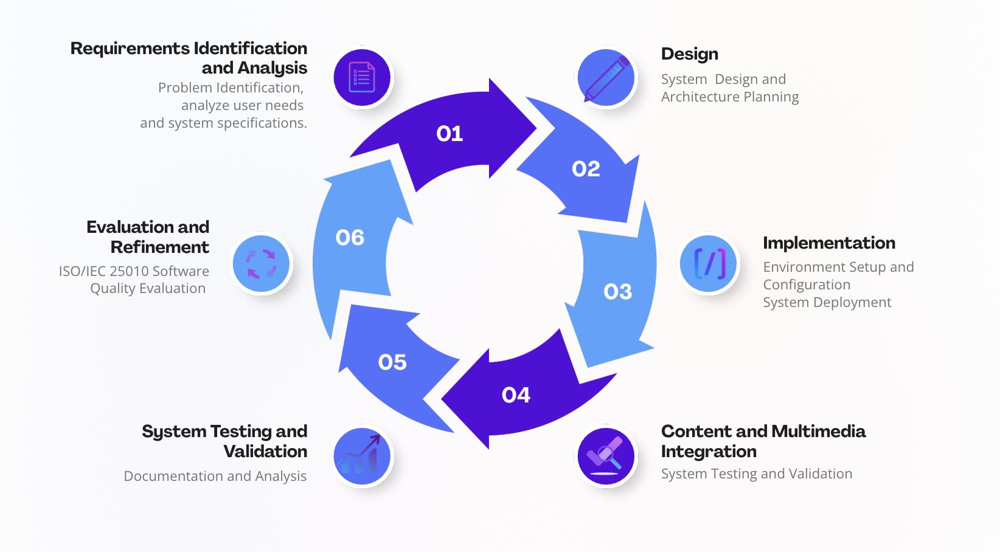 Requirements Identification
and Analysis
Problem Identification,
analyze user needs
and system specifications.
01
Design
System  Design and
Architecture Planning
02
Implementation
Environment Setup and
Configuration
System Deployment
03
Content and Multimedia
Integration
System Testing and Validation
04
System Testing and
Validation
Documentation and Analysis
05
Evaluation and
Refinement
ISO/IEC 25010 Software
Quality Evaluation
06